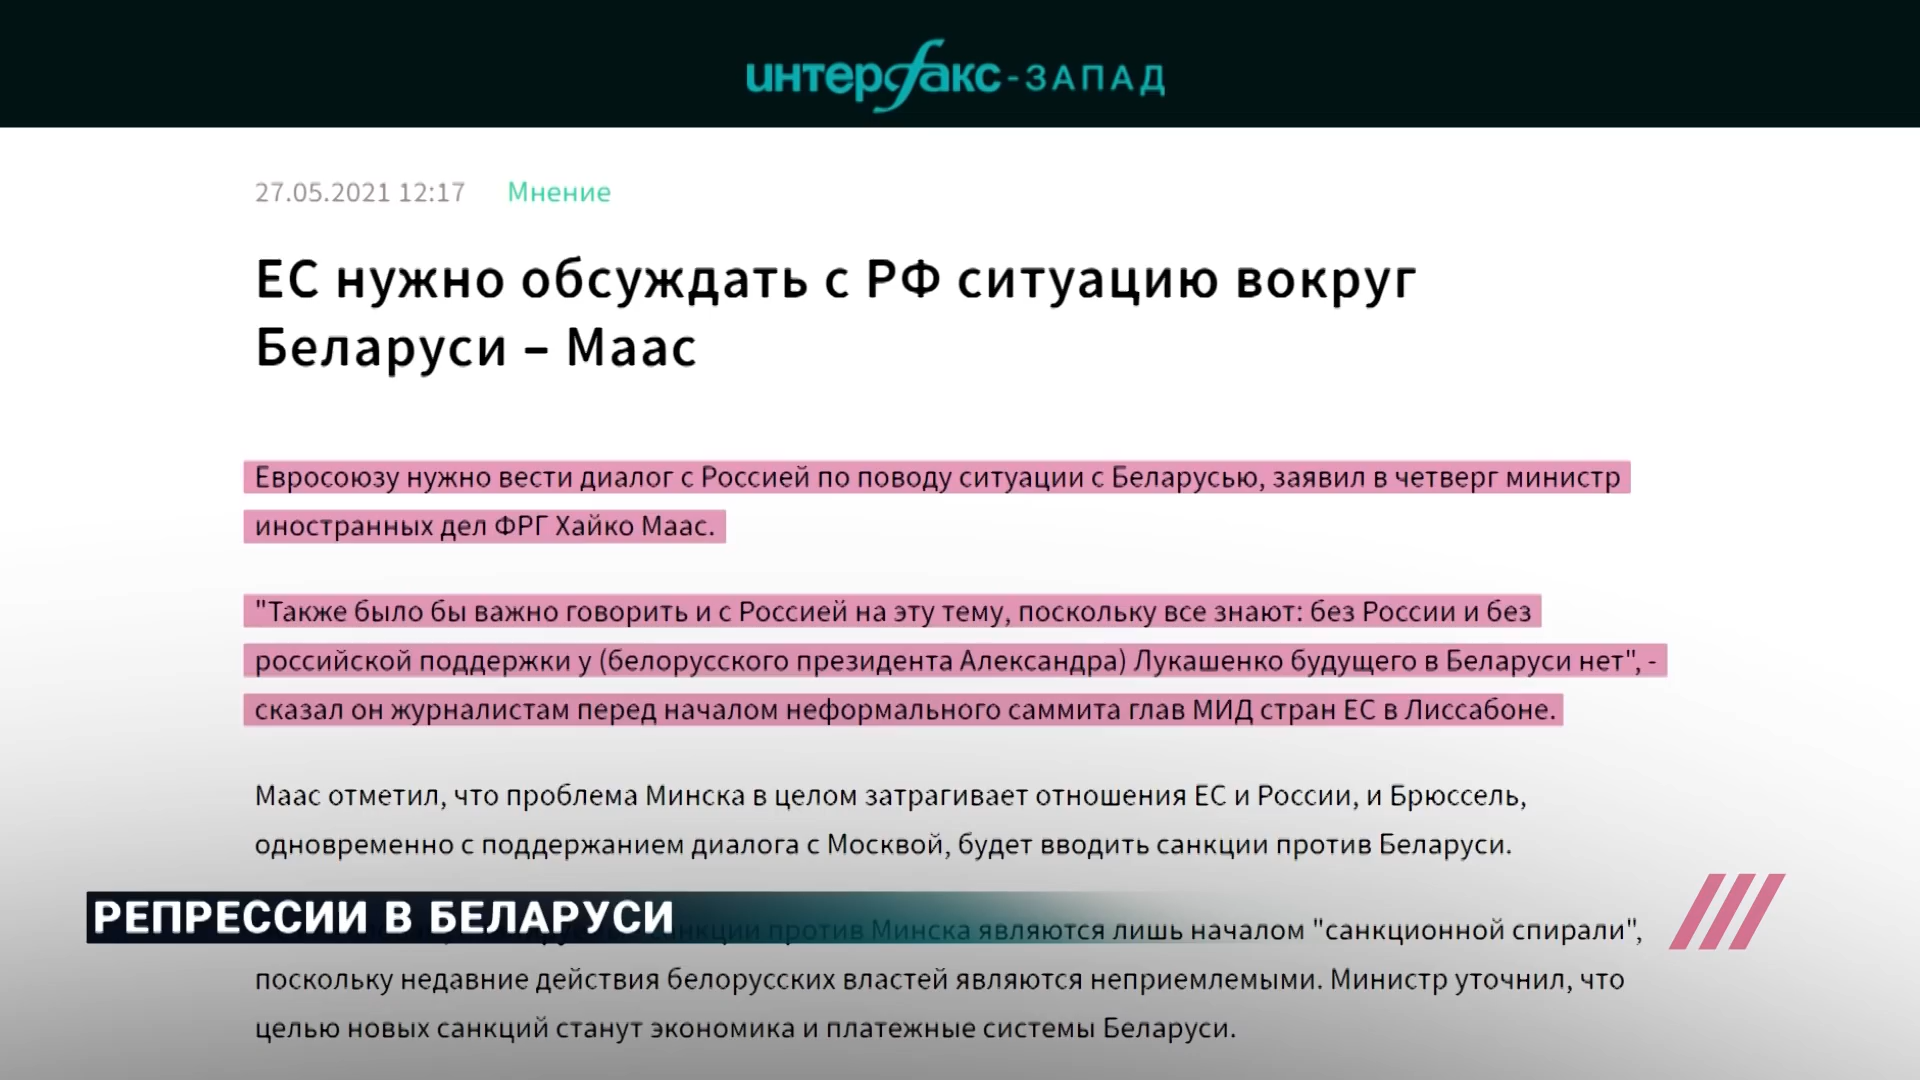 интерфакс-ЗАПАД
27.05.2021 12:17 Мнение
ЕС нужно обсуждать с РФ ситуацию вокруг
Беларуси – Маас
Евросоюзу нужно вести диалог с Россией по поводу ситуации с Беларусью, заявил в четверг министр
иностранных дел ФРГ Хайко Маас.
"Также было бы важно говорить и с Россией на эту тему, поскольку все знают: без России и без
российской поддержки у (белорусского президента Александра) Лукашенко будущего в Беларуси нет", -
сказал он журналистам перед началом неформального саммита глав МИД стран ЕС в Лиссабоне.
Маас отметил, что проблема Минска в целом затрагивает отношения ЕС и России, и Брюссель,
одновременно с поддержанием диалога с Москвой, будет вводить санкции против Беларуси.
РЕПРЕССИИ В БЕЛАРУСИ
санкции против Минска являются лишь началом "санкционной спирали",
поскольку недавние действия белорусских властей являются неприемлемыми. Министр уточнил, что
целью новых санкций станут экономика и платежные системы Беларуси.